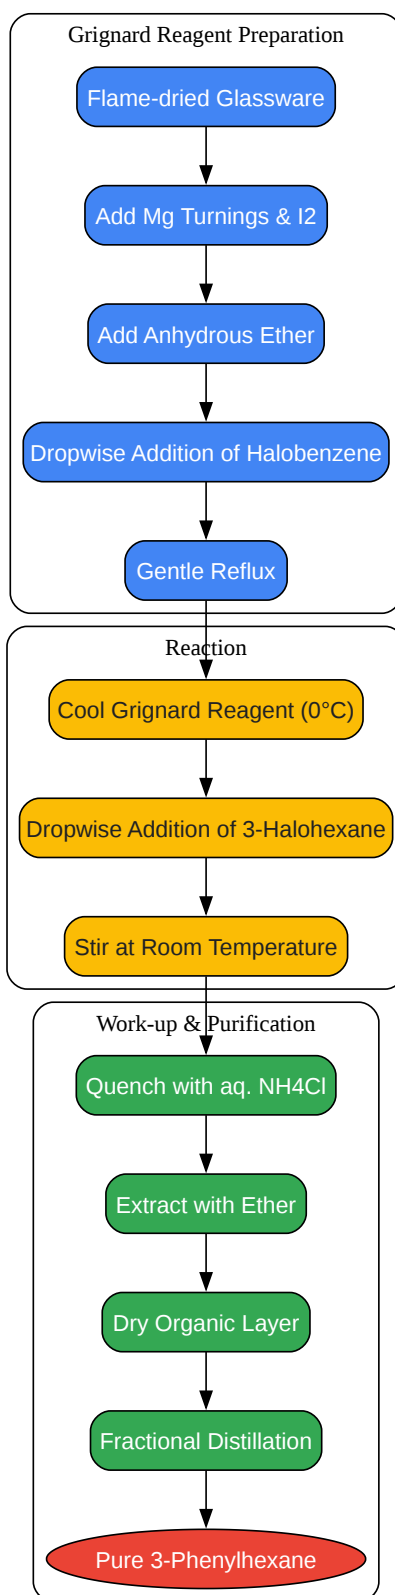 Grignard Reagent Preparation
Flame-dried Glassware
Add Mg Turnings & I2
Add Anhydrous Ether
Dropwise Addition of Halobenzene
Gentle Reflux
Reaction
Cool Grignard Reagent (0°C)
Dropwise Addition of 3-Halohexane
Stir at Room Temperature
Work-up & Purification
Quench with aq. NH4Cl
Extract with Ether
Dry Organic Layer
Fractional Distillation
Pure 3-Phenylhexane